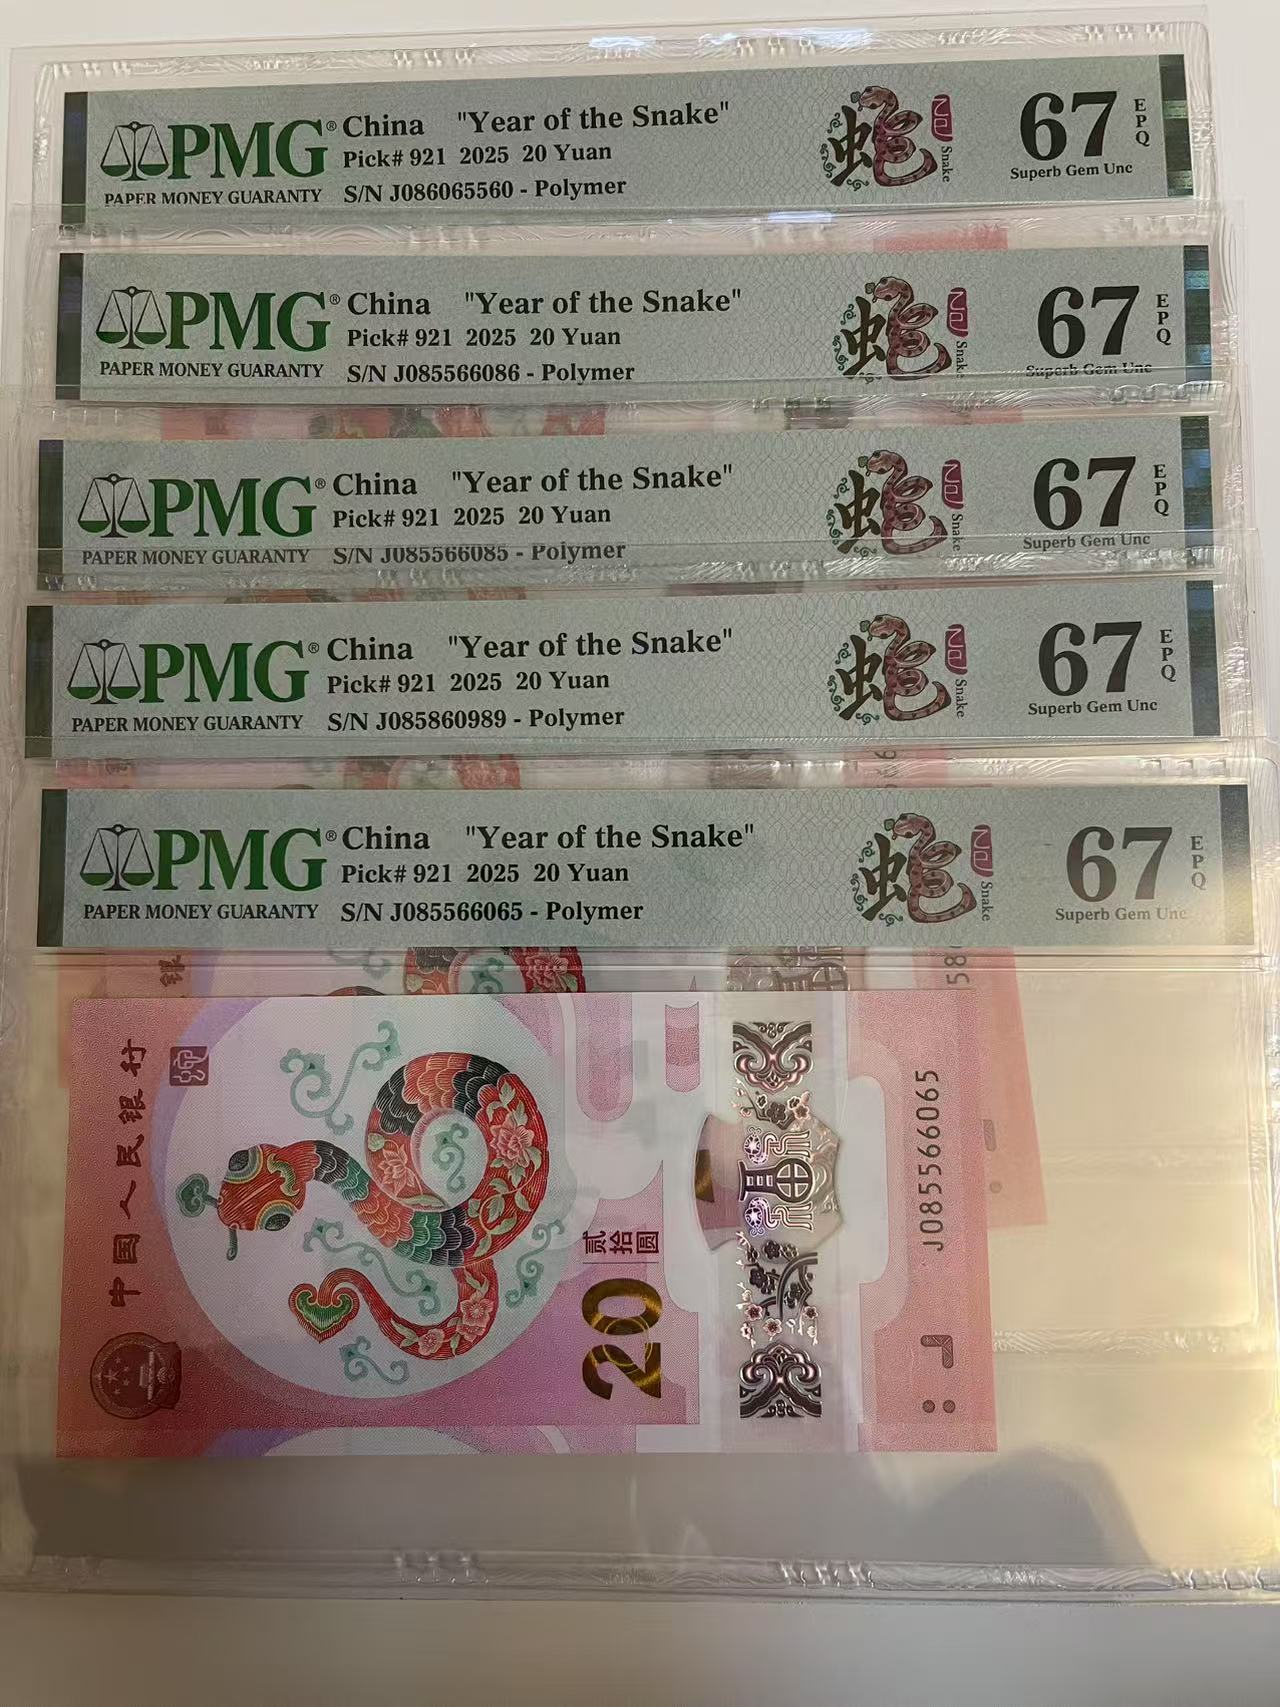 PMG®
PAPER MONEY GUARANTY
China "Year of the Snake"
Pick# 921 2025 20 Yuan
S/N J086065560 - Polymer
蛇
Snake
67
EPQ
Superb Gem Unc
PMG®
PAPER MONEY GUARANTY
China "Year of the Snake"
Pick# 921 2025 20 Yuan
S/N J085566086 - Polymer
蛇
Snake
67
EPQ
Superb Gem Unc
PMG®
PAPER MONEY GUARANTY
China "Year of the Snake"
Pick# 921 2025 20 Yuan
S/N J085566085 - Polymer
蛇
Snake
67
EPQ
Superb Gem Unc
PMG®
PAPER MONEY GUARANTY
China "Year of the Snake"
Pick# 921 2025 20 Yuan
S/N J085860989 - Polymer
蛇
Snake
67
EPQ
Superb Gem Unc
PMG®
PAPER MONEY GUARANTY
China "Year of the Snake"
Pick# 921 2025 20 Yuan
S/N J085566065 - Polymer
蛇
Snake
67
EPQ
Superb Gem Unc
银
58
中国人民银行
贰拾圆
20
J085566065